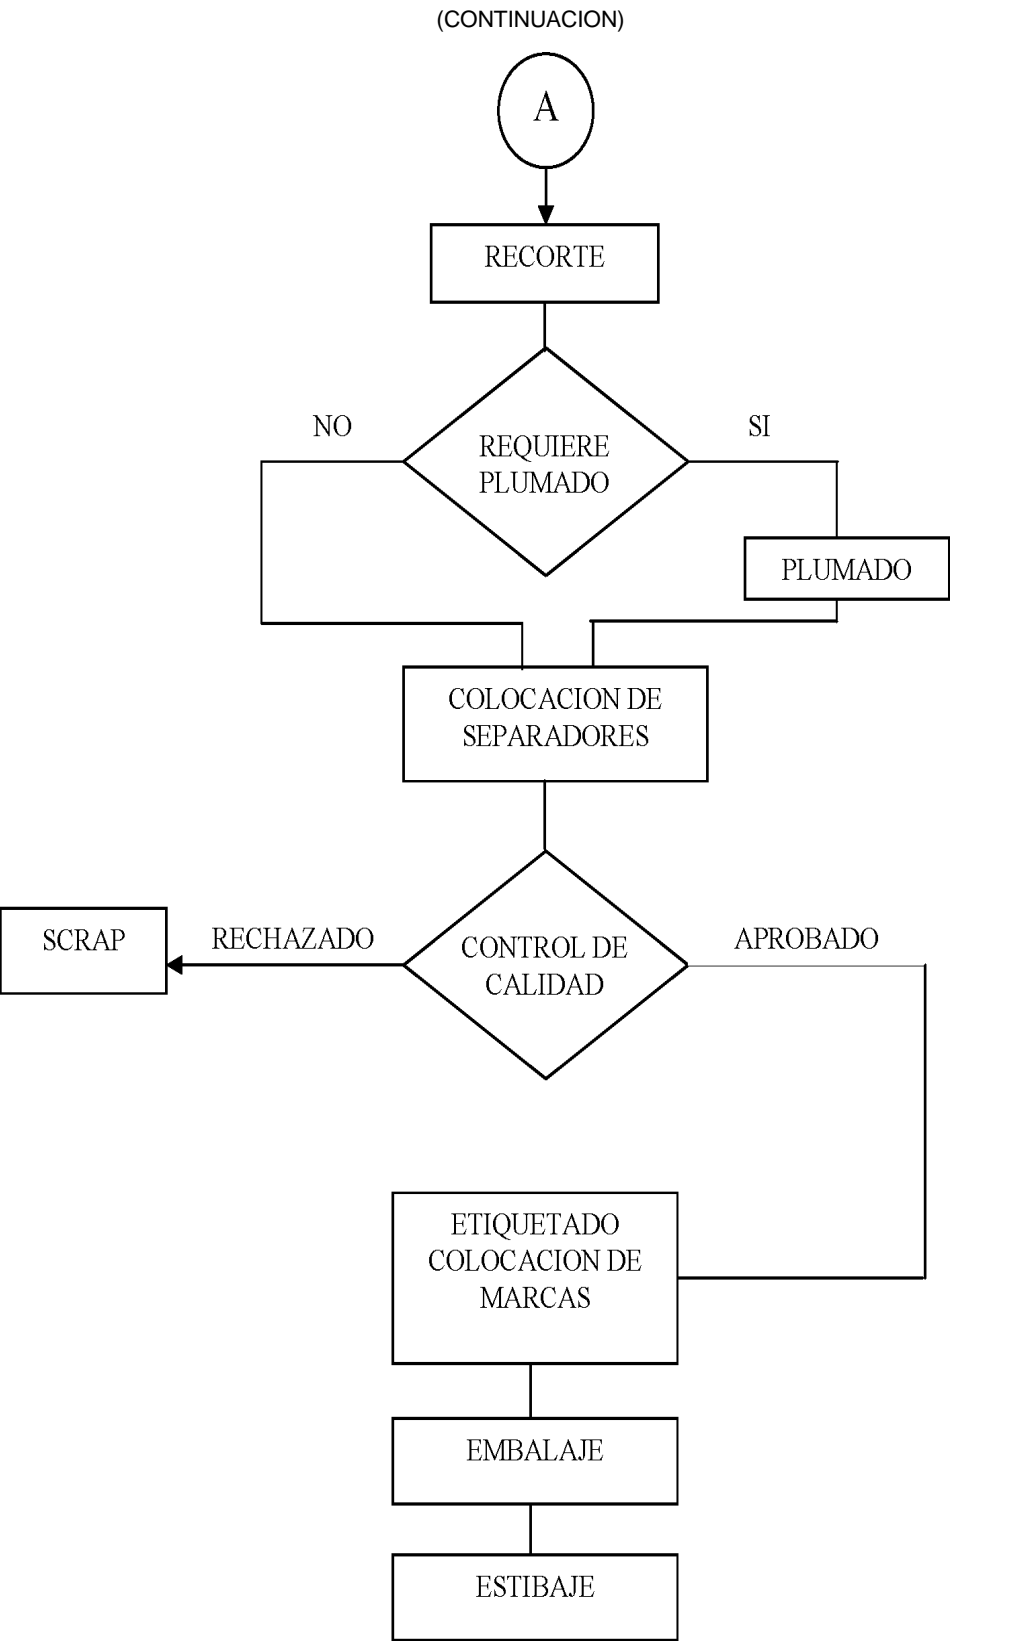 (CONTINUACION)
A
RECORTE
NO
SI
REQUIERE
PLUMADO
PLUMADO
COLOCACION DE
SEPARADORES
SCRAP
RECHAZADO
CONTROL DE
CALIDAD
APROBADO
ETIQUETADO
COLOCACION DE
MARCAS
EMBALAJE
ESTIBAJE